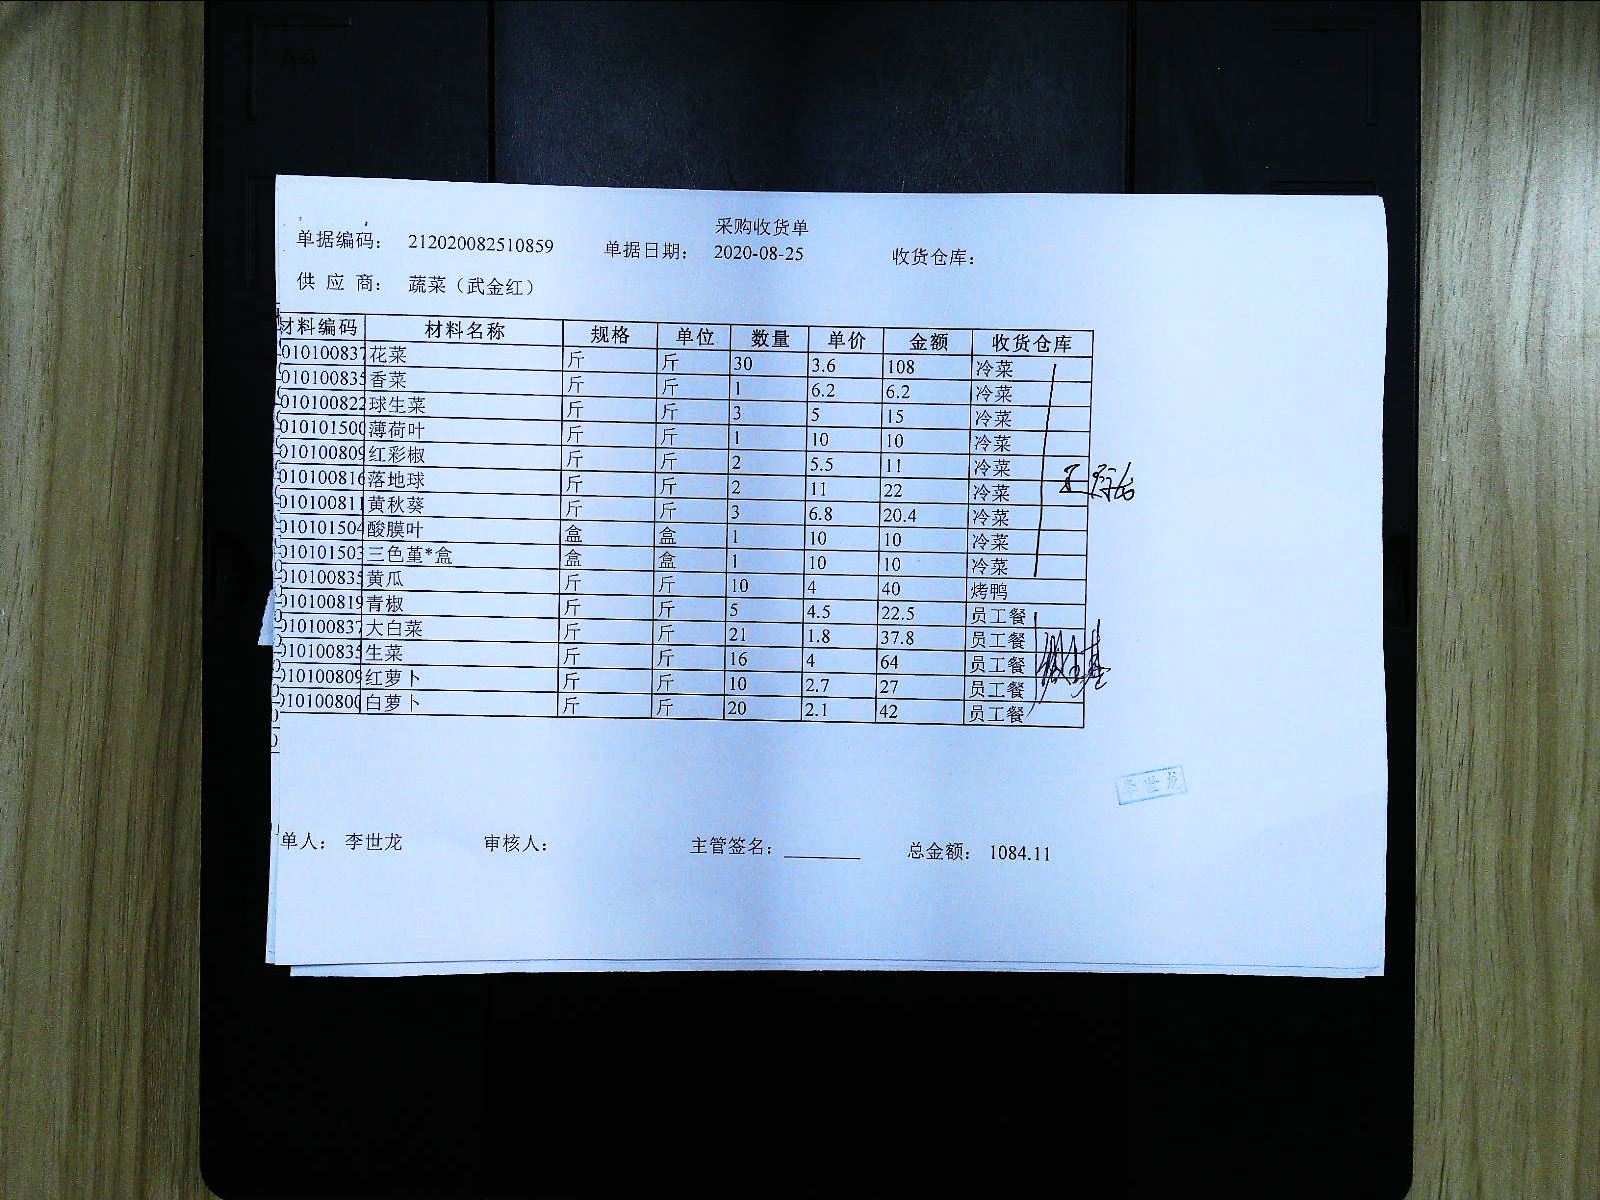 采购收货单
单据编码： 212020082510859 单据日期： 2020-08-25 收货仓库：
供 应 商： 蔬菜（武金红）
材料编码 材料名称 规格 单位 数量 单价 金额 收货仓库
010100837 花菜 斤 斤 30 3.6 108 冷菜
010100835 香菜 斤 斤 1 6.2 6.2 冷菜
010100822 球生菜 斤 斤 3 5 15 冷菜
010101500 薄荷叶 斤 斤 1 10 10 冷菜
010100809 红彩椒 斤 斤 2 5.5 11 冷菜
010100816 落地球 斤 斤 2 11 22 冷菜
010100811 黄秋葵 斤 斤 3 6.8 20.4 冷菜
010101504 酸膜叶 盒 盒 1 10 10 冷菜
010101503 三色堇*盒 盒 盒 1 10 10 冷菜
010100835 黄瓜 斤 斤 10 4 40 烤鸭
010100819 青椒 斤 斤 5 4.5 22.5 员工餐
010100837 大白菜 斤 斤 21 1.8 37.8 员工餐
010100835 生菜 斤 斤 16 4 64 员工餐
010100809 红萝卜 斤 斤 10 2.7 27 员工餐
010100800 白萝卜 斤 斤 20 2.1 42 员工餐
李世龙
单人： 李世龙 审核人： 主管签名： 总金额： 1084.11